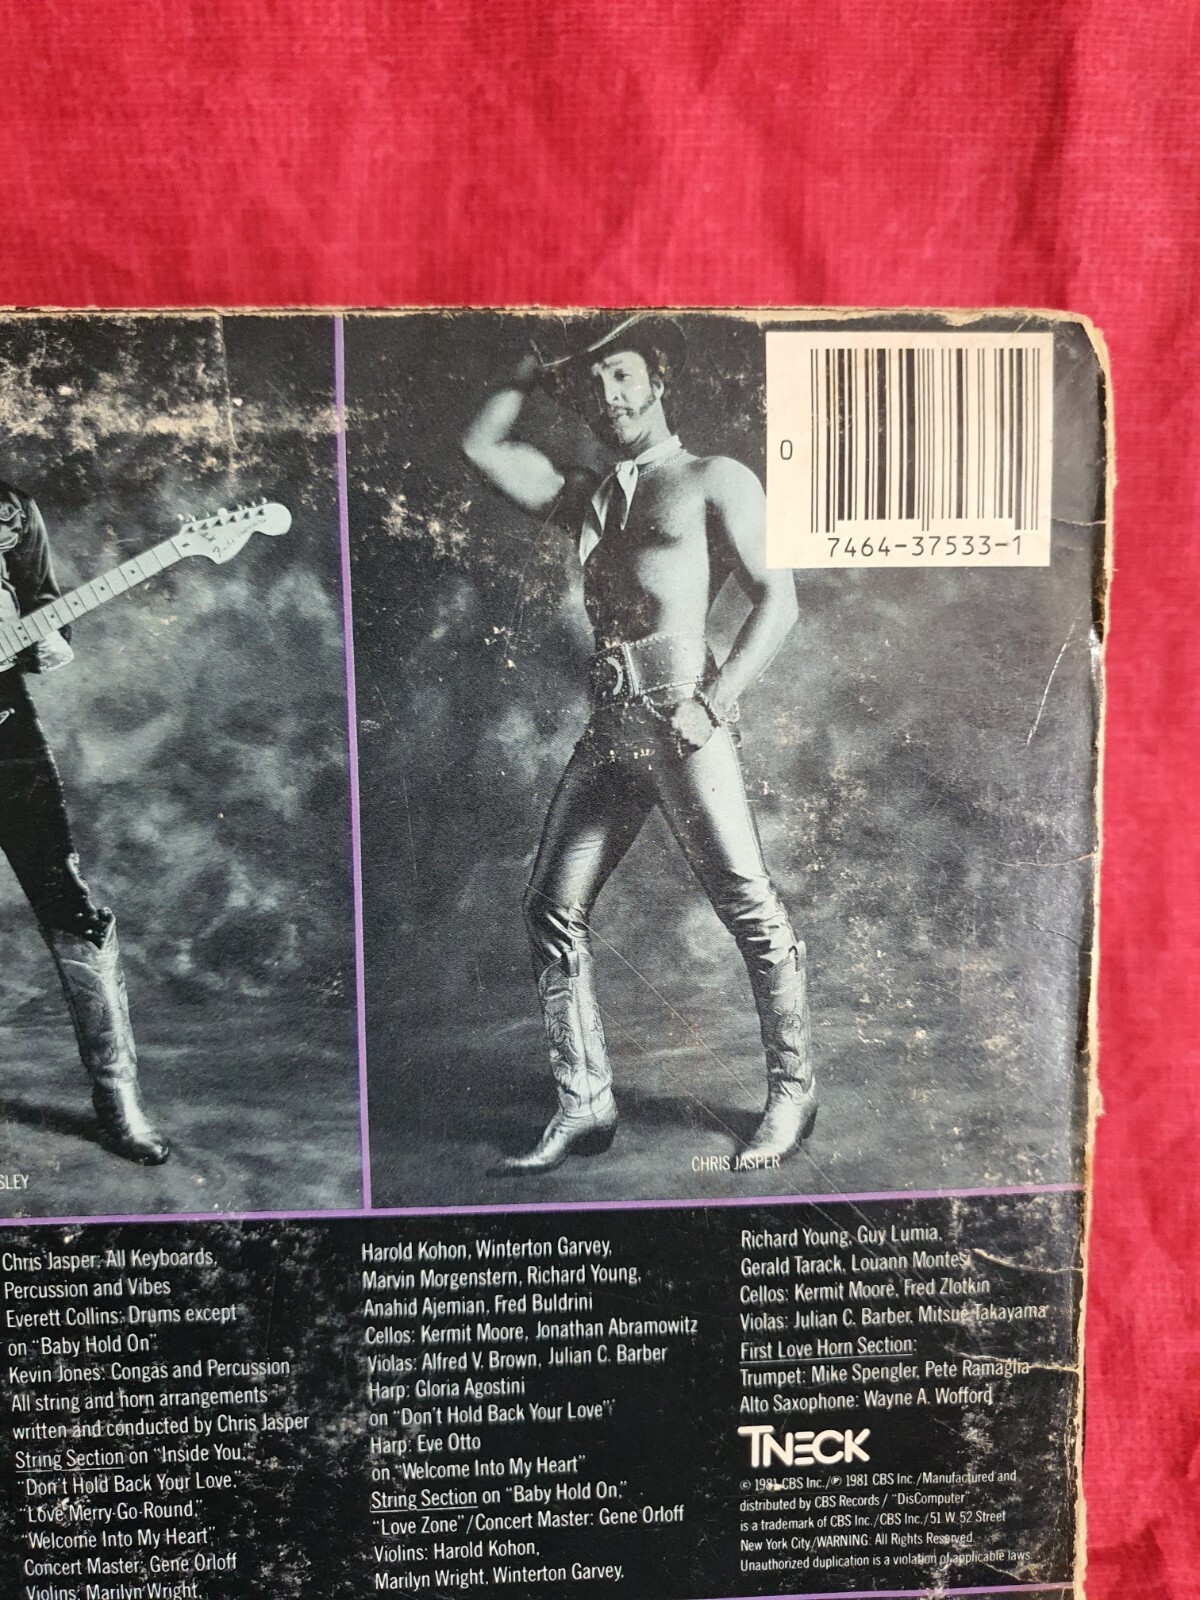 0
7464-37533-1
Fender
SLEY
CHRIS JASPER
Chris Jasper: All Keyboards,
Percussion and Vibes
Everett Collins: Drums except
on "Baby Hold On"
Kevin Jones: Congas and Percussion
All string and horn arrangements
written and conducted by Chris Jasper
String Section on "Inside You,"
"Don't Hold Back Your Love,"
"Love Merry-Go-Round,"
"Welcome Into My Heart"
Concert Master: Gene Orloff
Violins: Marilyn Wright,
Harold Kohon, Winterton Garvey,
Marvin Morgenstern, Richard Young,
Anahid Ajemian, Fred Buldrini
Cellos: Kermit Moore, Jonathan Abramowitz
Violas: Alfred V. Brown, Julian C. Barber
Harp: Gloria Agostini
on "Don't Hold Back Your Love"
Harp: Eve Otto
on "Welcome Into My Heart"
String Section on "Baby Hold On,"
"Love Zone"/Concert Master: Gene Orloff
Violins: Harold Kohon,
Marilyn Wright, Winterton Garvey,
Richard Young, Guy Lumia,
Gerald Tarack, Louann Montesi
Cellos: Kermit Moore, Fred Zlotkin
Violas: Julian C. Barber, Mitsue Takayama
First Love Horn Section:
Trumpet: Mike Spengler, Pete Ramaglia
Alto Saxophone: Wayne A. Wofford
TNECK
© 1981 CBS Inc./℗ 1981 CBS Inc./Manufactured and
distributed by CBS Records/ "DisComputer"
is a trademark of CBS Inc./CBS Inc./51 W. 52 Street
New York City/WARNING: All Rights Reserved.
Unauthorized duplication is a violation of applicable laws.